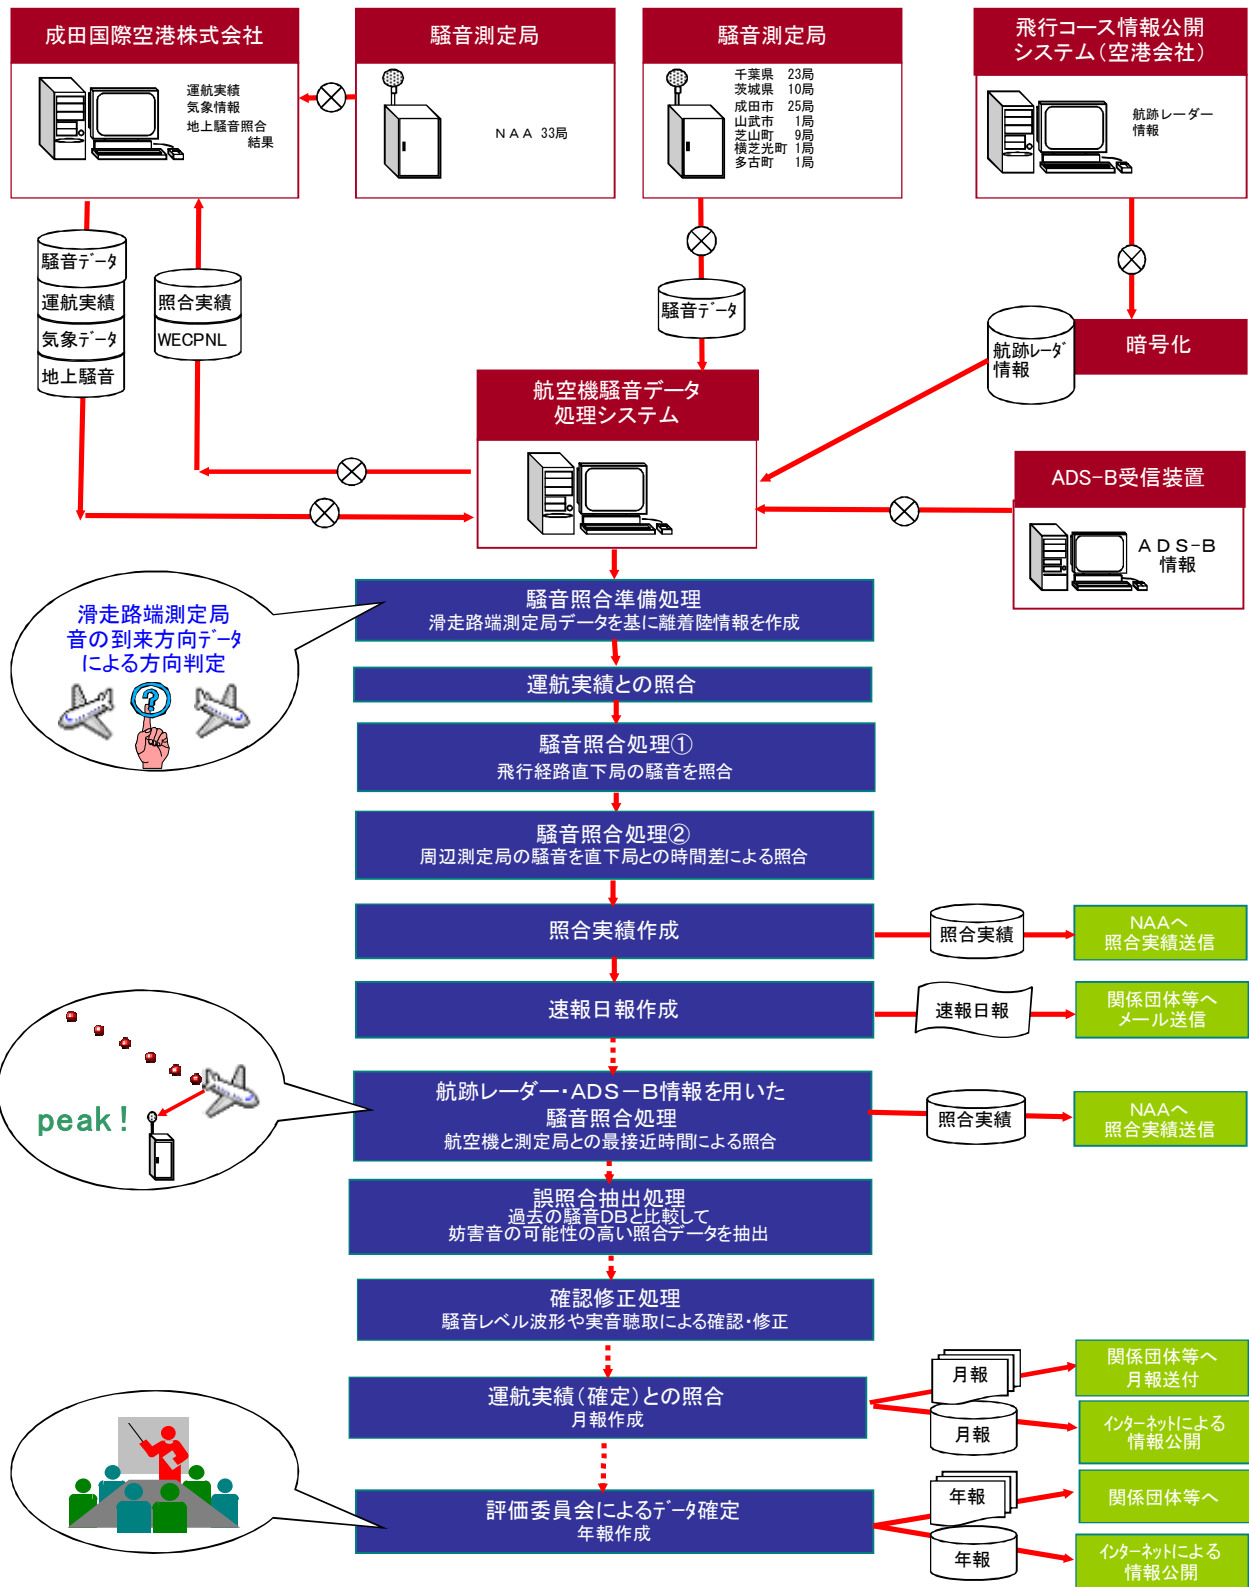 成田国際空港株式会社
運航実績
気象情報
地上騒音照合
結果
騒音測定局
NAA 33局
騒音測定局
千葉県 23局
茨城県 10局
成田市 25局
山武市 1局
芝山町 9局
横芝光町 1局
多古町 1局
飛行コース情報公開
システム(空港会社)
航跡レーダー
情報
騒音データ
運航実績
気象データ
地上騒音
照合実績
WECPNL
騒音データ
航跡レーダ
情報
暗号化
航空機騒音データ
処理システム
ADS-B受信装置
ADS-B
情報
騒音照合準備処理
滑走路端測定局データを基に離着陸情報を作成
滑走路端測定局
音の到来方向データ
による方向判定
?
運航実績との照合
騒音照合処理①
飛行経路直下局の騒音を照合
騒音照合処理②
周辺測定局の騒音を直下局との時間差による照合
照合実績作成
照合実績
NAAへ
照合実績送信
速報日報作成
速報日報
関係団体等へ
メール送信
peak!
航跡レーダー・ADS-B情報を用いた
騒音照合処理
航空機と測定局との最接近時間による照合
照合実績
NAAへ
照合実績送信
誤照合抽出処理
過去の騒音DBと比較して
妨害音の可能性の高い照合データを抽出
確認修正処理
騒音レベル波形や実音聴取による確認・修正
運航実績(確定)との照合
月報作成
月報
関係団体等へ
月報送付
月報
インターネットによる
情報公開
評価委員会によるデータ確定
年報作成
年報
関係団体等へ
年報
インターネットによる
情報公開